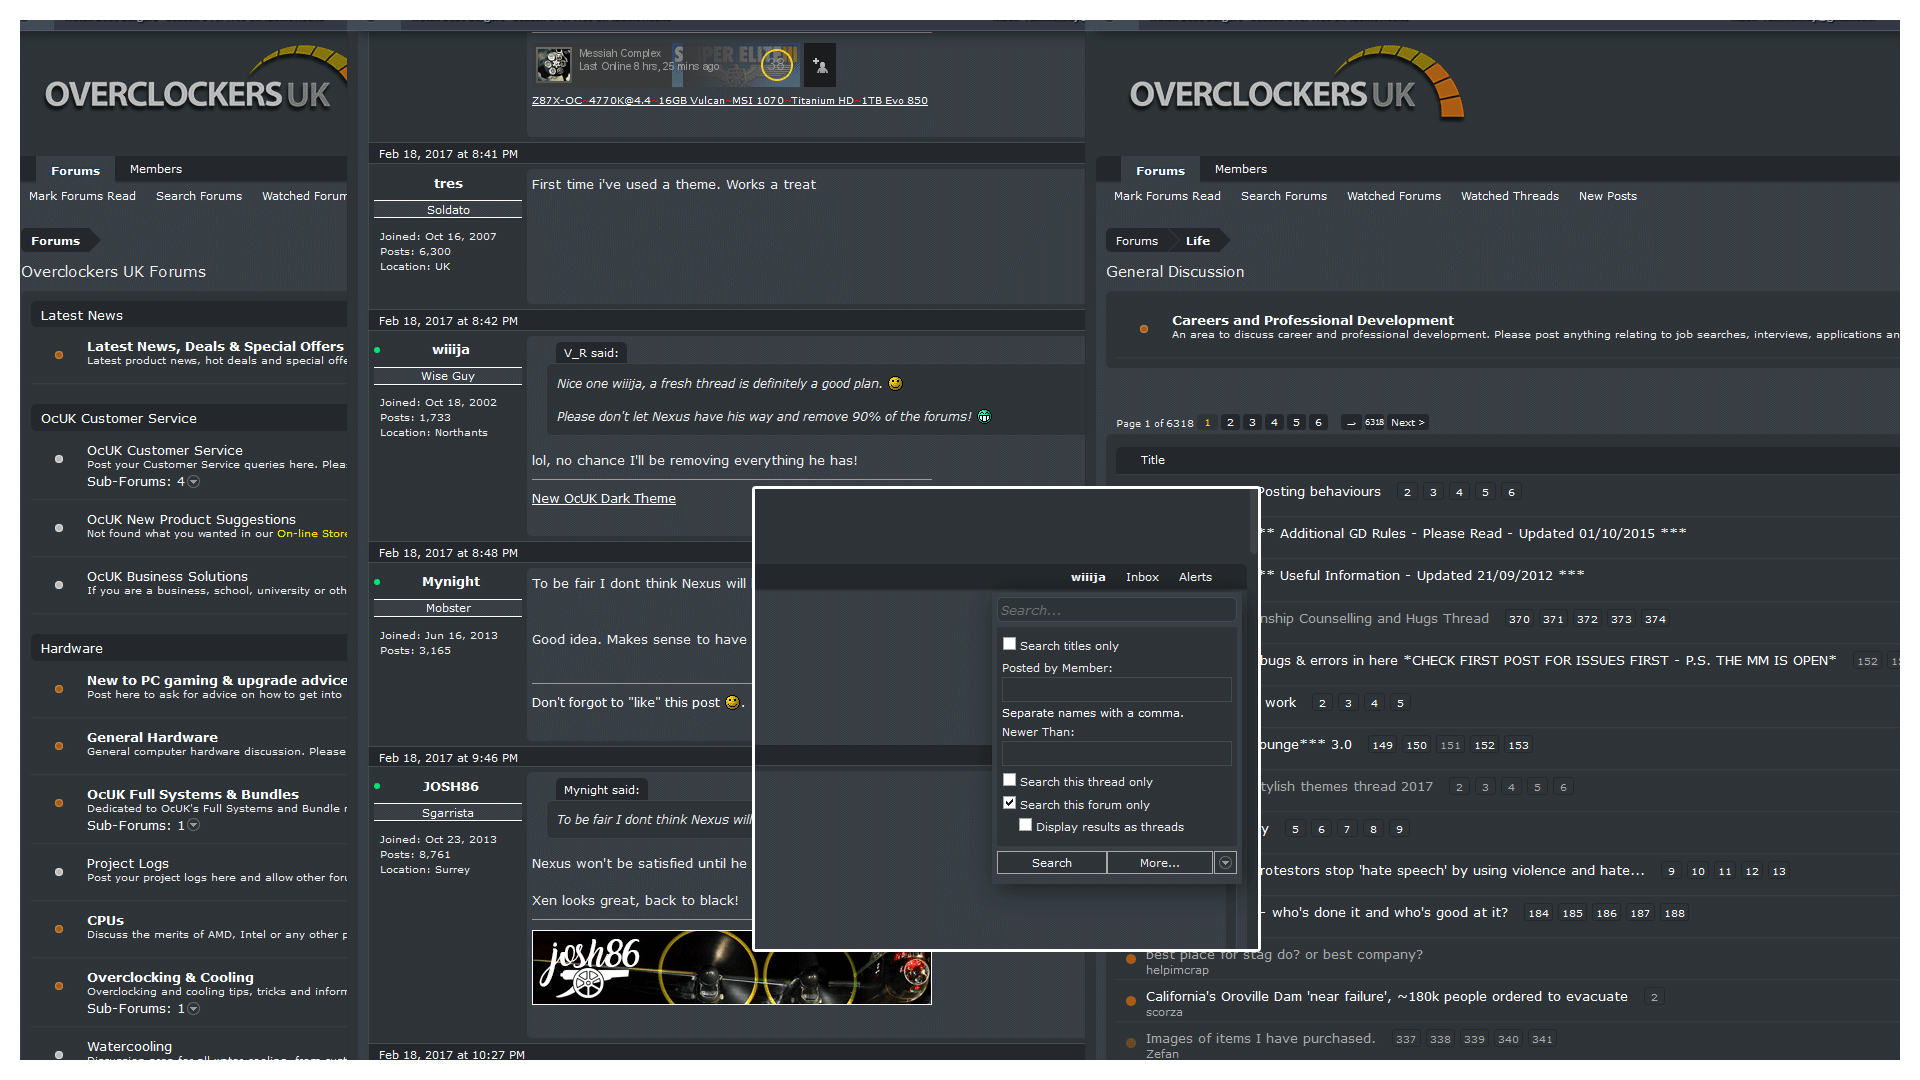 OVERCLOCKERS UK
Forums
Members
Mark Forums Read
Search Forums
Watched Forum
Forums
Overclockers UK Forums
Latest News
Latest News, Deals & Special Offers
Latest product news, hot deals and special offe
OcUK Customer Service
OcUK Customer Service
Post your Customer Service queries here. Plea
Sub-Forums: 4
OcUK New Product Suggestions
Not found what you wanted in our On-line Store
OcUK Business Solutions
If you are a business, school, university or oth
Hardware
New to PC gaming & upgrade advice
Post here to ask for advice on how to get into
General Hardware
General computer hardware discussion. Please
OcUK Full Systems & Bundles
Dedicated to OcUK's Full Systems and Bundle r
Sub-Forums: 1
Project Logs
Post your project logs here and allow other foru
CPUs
Discuss the merits of AMD, Intel or any other p
Overclocking & Cooling
Overclocking and cooling tips, tricks and inform
Sub-Forums: 1
Watercooling
Messiah Complex
Last Online 8 hrs, 25 mins ago
38
Z87X-OC~4770K@4.4~16GB Vulcan~MSI 1070~Titanium HD~1TB Evo 850
Feb 18, 2017 at 8:41 PM
tres
Soldato
Joined: Oct 16, 2007
Posts: 6,300
Location: UK
First time i've used a theme. Works a treat
Feb 18, 2017 at 8:42 PM
wiiija
Wise Guy
Joined: Oct 18, 2002
Posts: 1,733
Location: Northants
V_R said:
Nice one wiiija, a fresh thread is definitely a good plan.
Please don't let Nexus have his way and remove 90% of the forums!
lol, no chance I'll be removing everything he has!
New OcUK Dark Theme
Feb 18, 2017 at 8:48 PM
Mynight
Mobster
Joined: Jun 16, 2013
Posts: 3,165
To be fair I dont think Nexus will
Good idea. Makes sense to have
Don't forgot to "like" this post .
Feb 18, 2017 at 9:46 PM
JOSH86
Sgarrista
Joined: Oct 23, 2013
Posts: 8,761
Location: Surrey
Mynight said:
To be fair I dont think Nexus will
Nexus won't be satisfied until he
Xen looks great, back to black!
josh86
Feb 18, 2017 at 10:27 PM
wiiija
Inbox
Alerts
Search...
Search titles only
Posted by Member:
Separate names with a comma.
Newer Than:
Search this thread only
Search this forum only
Display results as threads
Search
More...
OVERCLOCKERS UK
Forums
Members
Mark Forums Read
Search Forums
Watched Forums
Watched Threads
New Posts
Forums
Life
General Discussion
Careers and Professional Development
An area to discuss career and professional development. Please post anything relating to job searches, interviews, applications an
Page 1 of 6318 1 2 3 4 5 6 6318 Next >
Title
Posting behaviours 2 3 4 5 6
** Additional GD Rules - Please Read - Updated 01/10/2015 ***
** Useful Information - Updated 21/09/2012 ***
nship Counselling and Hugs Thread 370 371 372 373 374
bugs & errors in here *CHECK FIRST POST FOR ISSUES FIRST - P.S. THE MM IS OPEN* 152
work 2 3 4 5
ounge*** 3.0 149 150 151 152 153
tylish themes thread 2017 2 3 4 5 6
y 5 6 7 8 9
rotestors stop 'hate speech' by using violence and hate... 9 10 11 12 13
- who's done it and who's good at it? 184 185 186 187 188
best place for stag do? or best company?
helpimcrap
California's Oroville Dam 'near failure', ~180k people ordered to evacuate 2
scorza
Images of items I have purchased. 337 338 339 340 341
Zefan